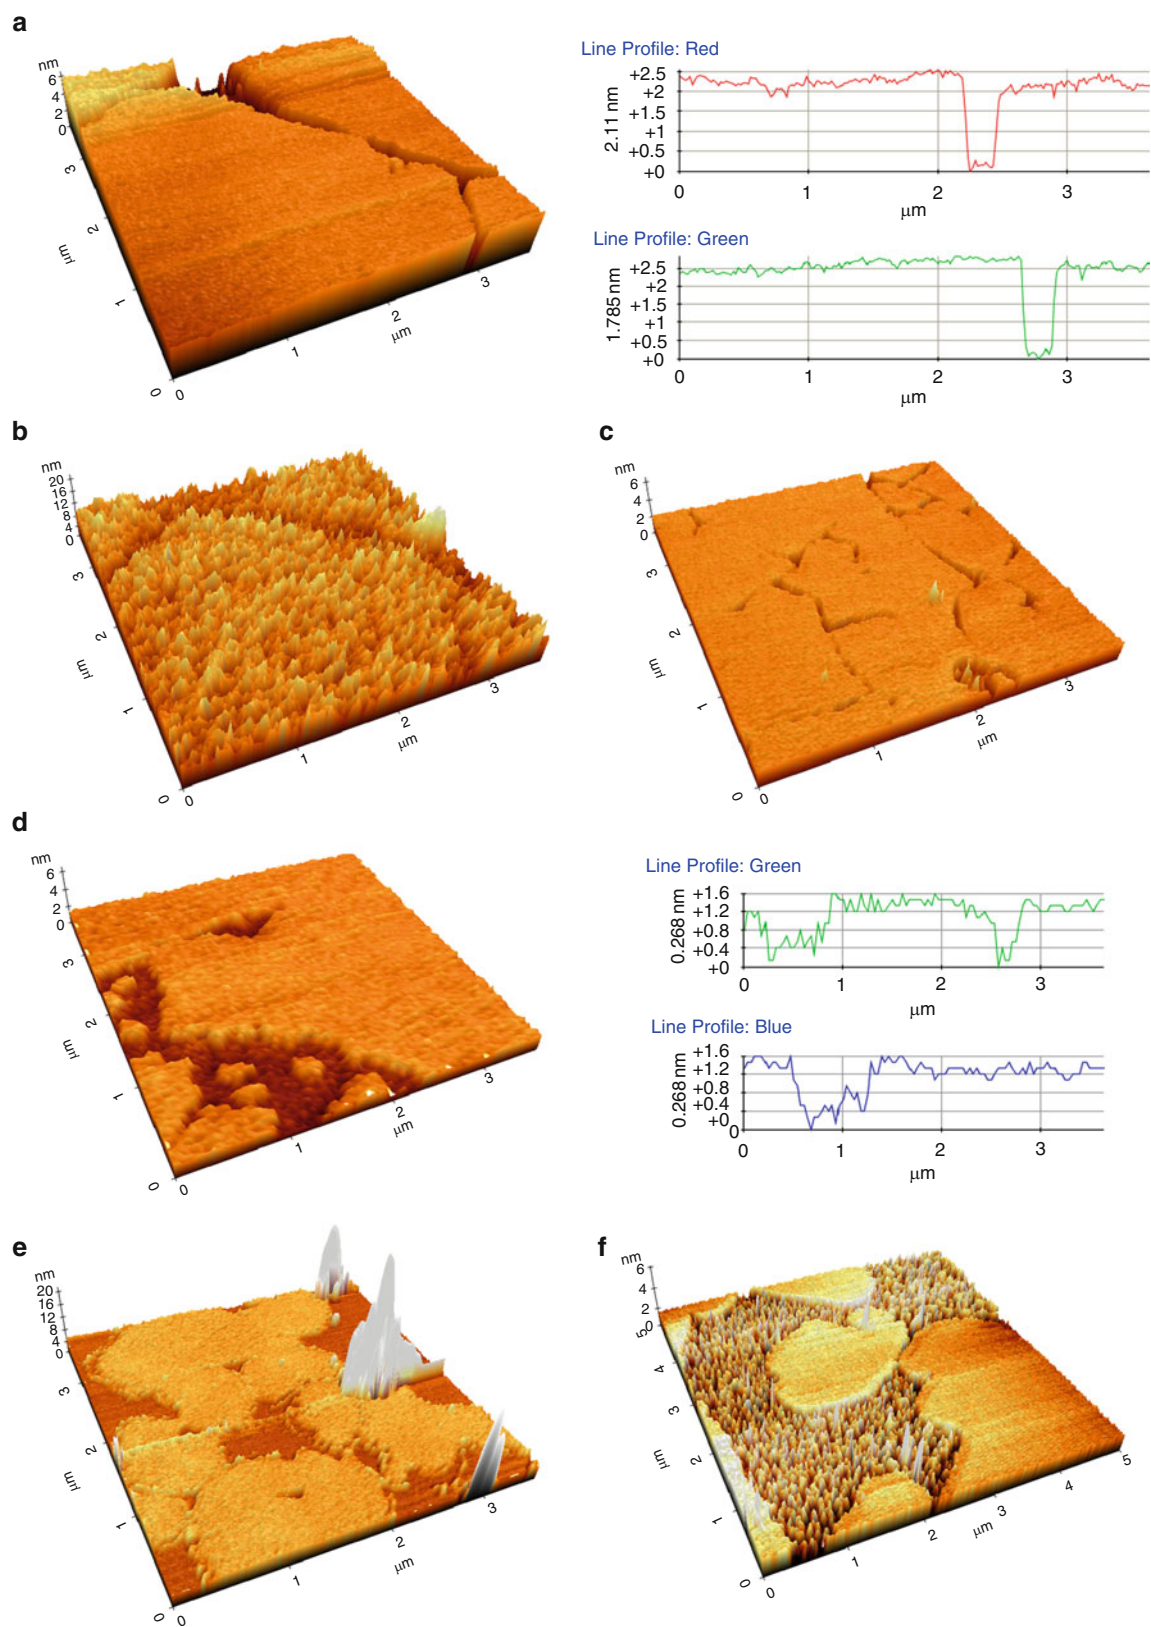 a
nm
6
4
2
0
3
2
μm
1
0
0
1
2
μm
3
Line Profile: Red
2.11 nm
+2.5
+2
+1.5
+1
+0.5
+0
0 1 2 3
μm
Line Profile: Green
1.785 nm
+2.5
+2
+1.5
+1
+0.5
+0
0 1 2 3
μm
b
nm
20
16
12
8
4
0
3
2
μm
1
0
0
1
2
μm
3
c
nm
6
4
2
0
3
2
μm
1
0
0
1
2
μm
3
d
nm
6
4
2
0
3
2
μm
1
0
0
1
2
μm
3
Line Profile: Green
0.268 nm
+1.6
+1.2
+0.8
+0.4
+0
0 1 2 3
μm
Line Profile: Blue
0.268 nm
+1.6
+1.2
+0.8
+0.4
+0
0
0 1 2 3
μm
e
nm
20
16
12
8
4
0
3
2
μm
1
0
0
1
2
μm
3
f
nm
6
4
2
0
5
4
3
2
μm
1
0
0
1
2
μm
3
4
5